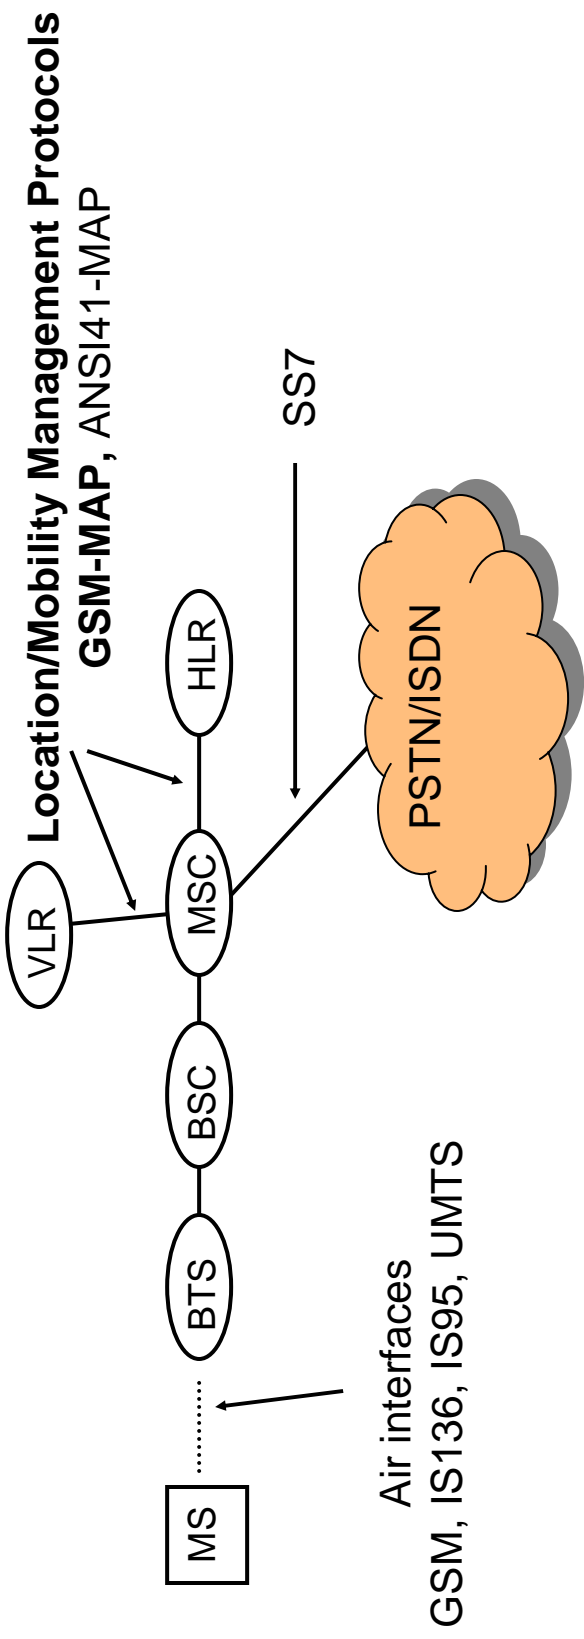 Location/Mobility Management Protocols
GSM-MAP, ANSI41-MAP
VLR
MS
BTS
BSC
MSC
HLR
SS7
Air interfaces
GSM, IS136, IS95, UMTS
PSTN/ISDN